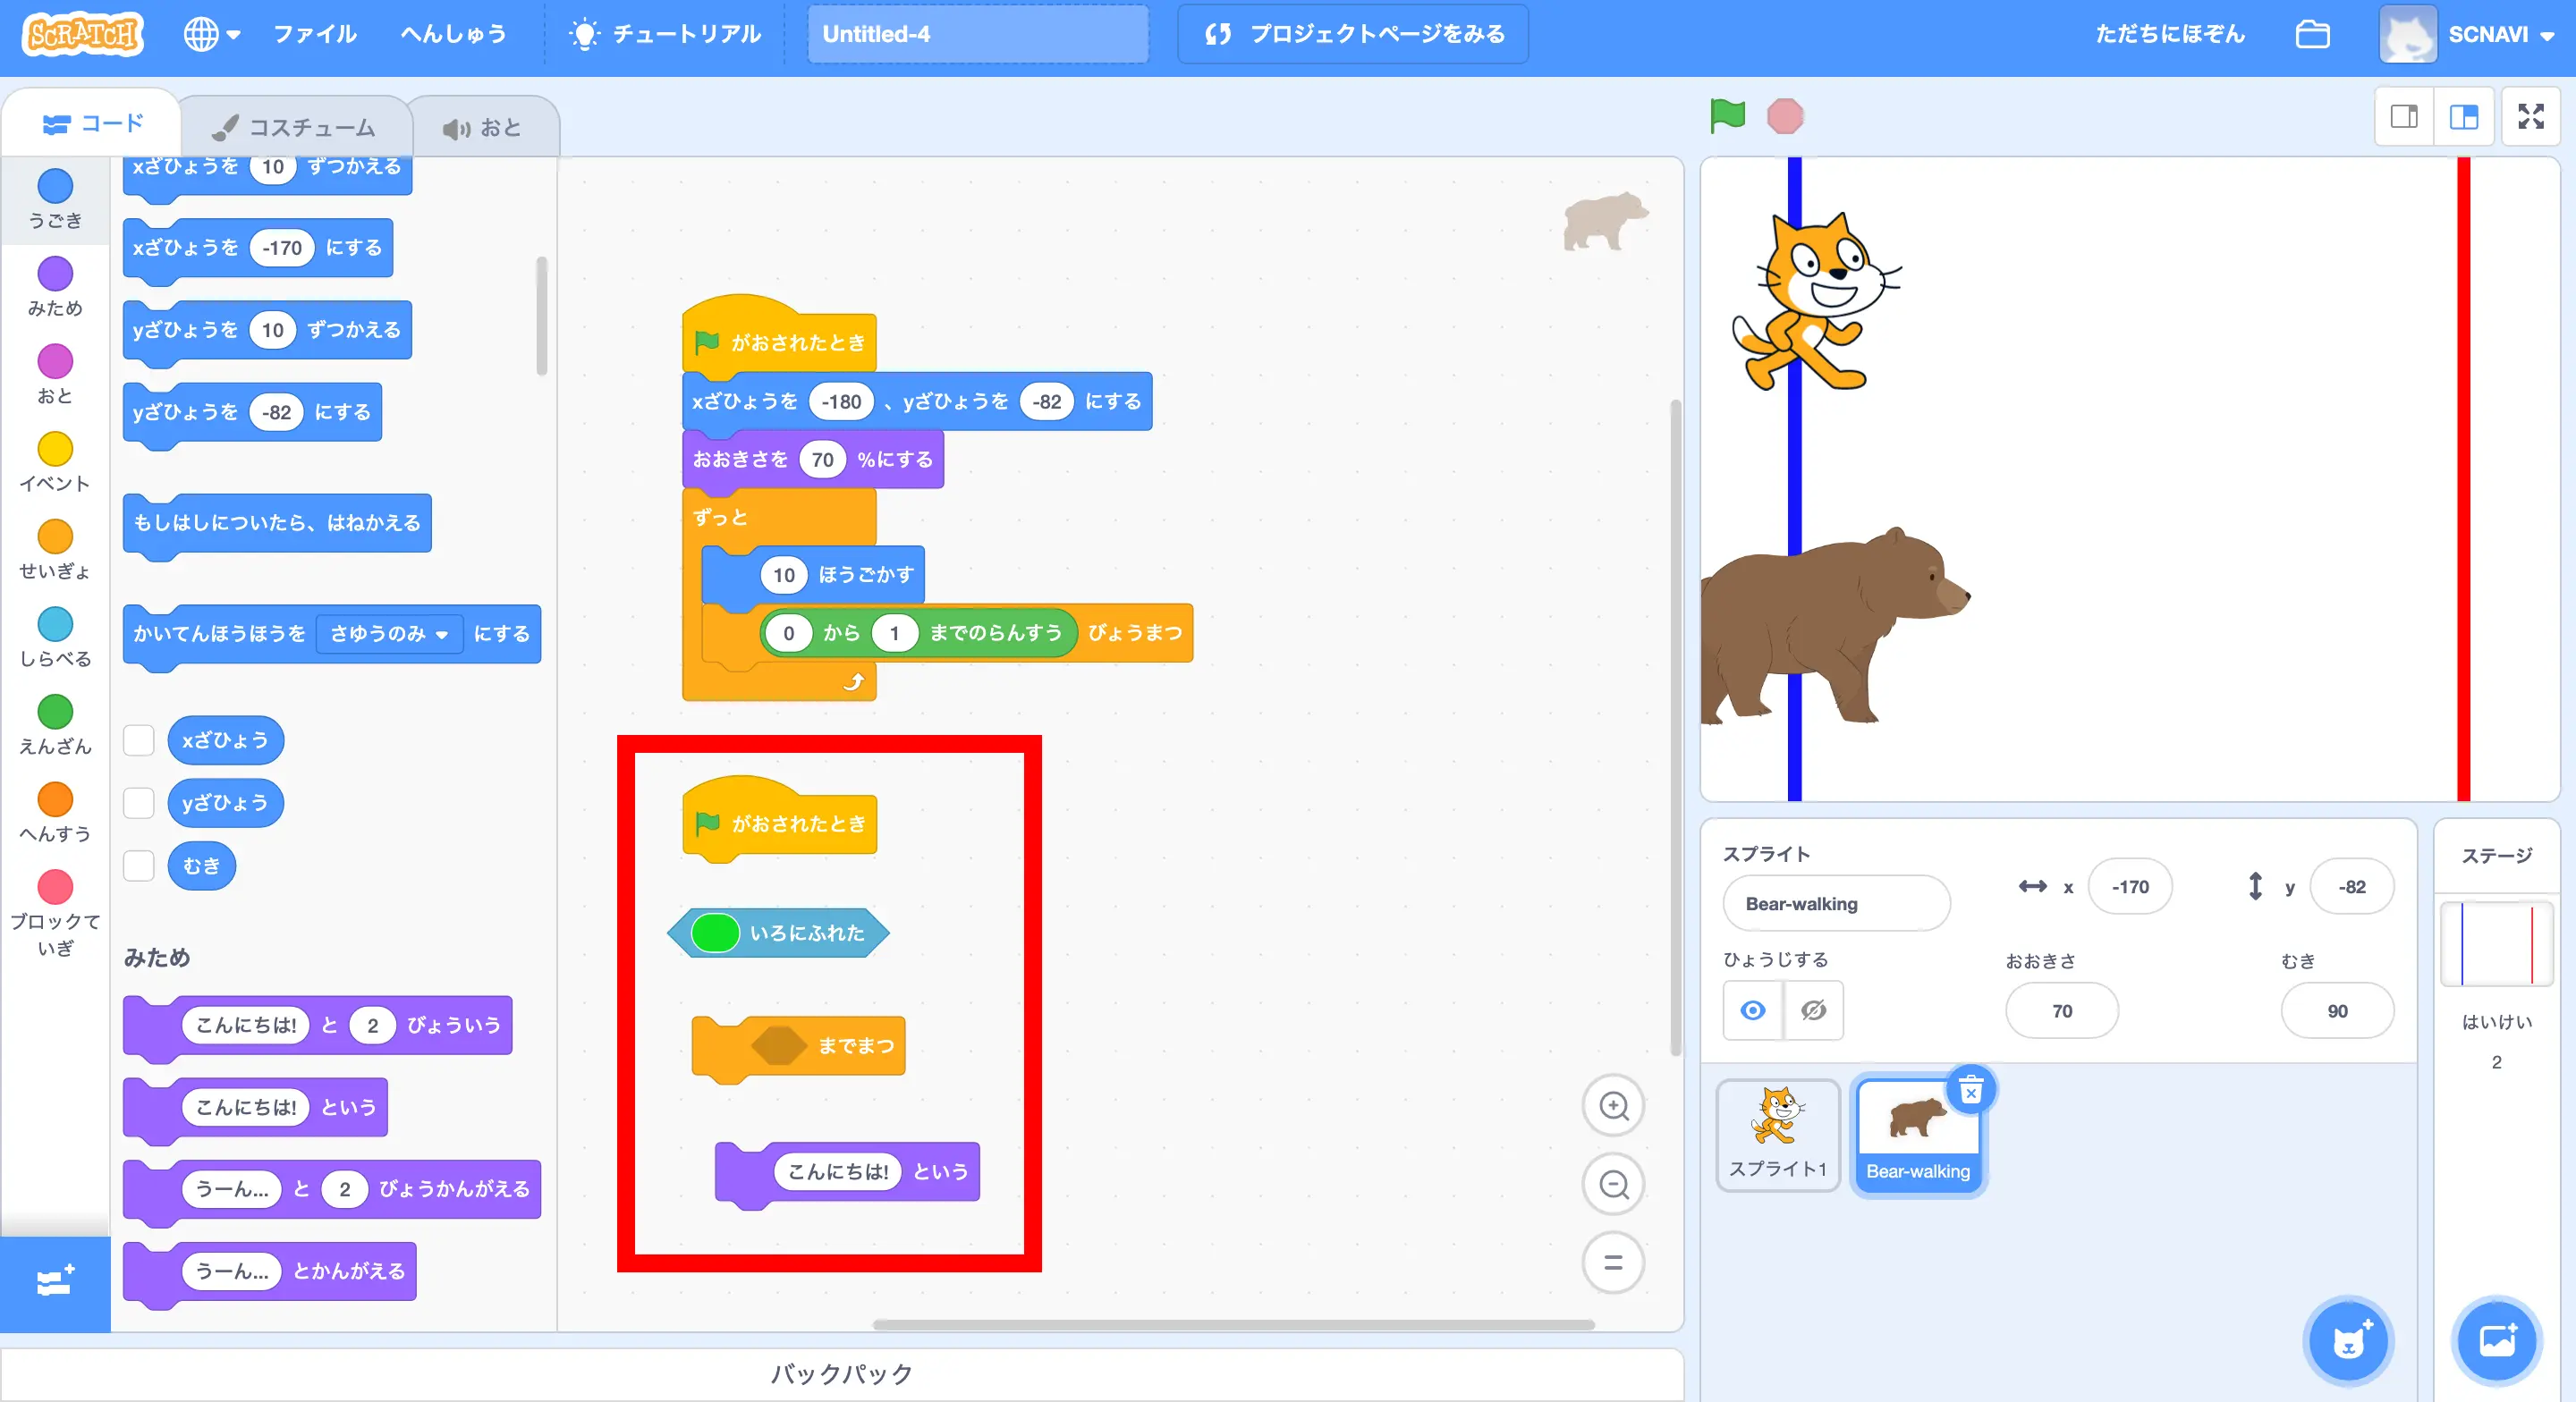 SCRATCH
ファイル
へんしゅう
チュートリアル
Untitled-4
プロジェクトページをみる
ただちにほぞん
SCNAVI
コード
コスチューム
おと
うごき
みため
おと
イベント
せいぎょ
しらべる
えんざん
へんすう
ブロックて
いぎ
xざひょうを 10 ずつかえる
xざひょうを -170 にする
yざひょうを 10 ずつかえる
yざひょうを -82 にする
もしはしについたら、はねかえる
かいてんほうほうを さゆうのみ にする
xざひょう
yざひょう
むき
みため
こんにちは! と 2 びょういう
こんにちは! という
うーん... と 2 びょうかんがえる
うーん... とかんがえる
がおされたとき
xざひょうを -180 、yざひょうを -82 にする
おおきさを 70 %にする
ずっと
10 ほうごかす
0 から 1 までのらんすう びょうまつ
がおされたとき
いろにふれた
までまつ
こんにちは! という
バックパック
スプライト
Bear-walking
x -170
y -82
ひょうじする
おおきさ
70
むき
90
スプライト1
Bear-walking
ステージ
はいけい
2